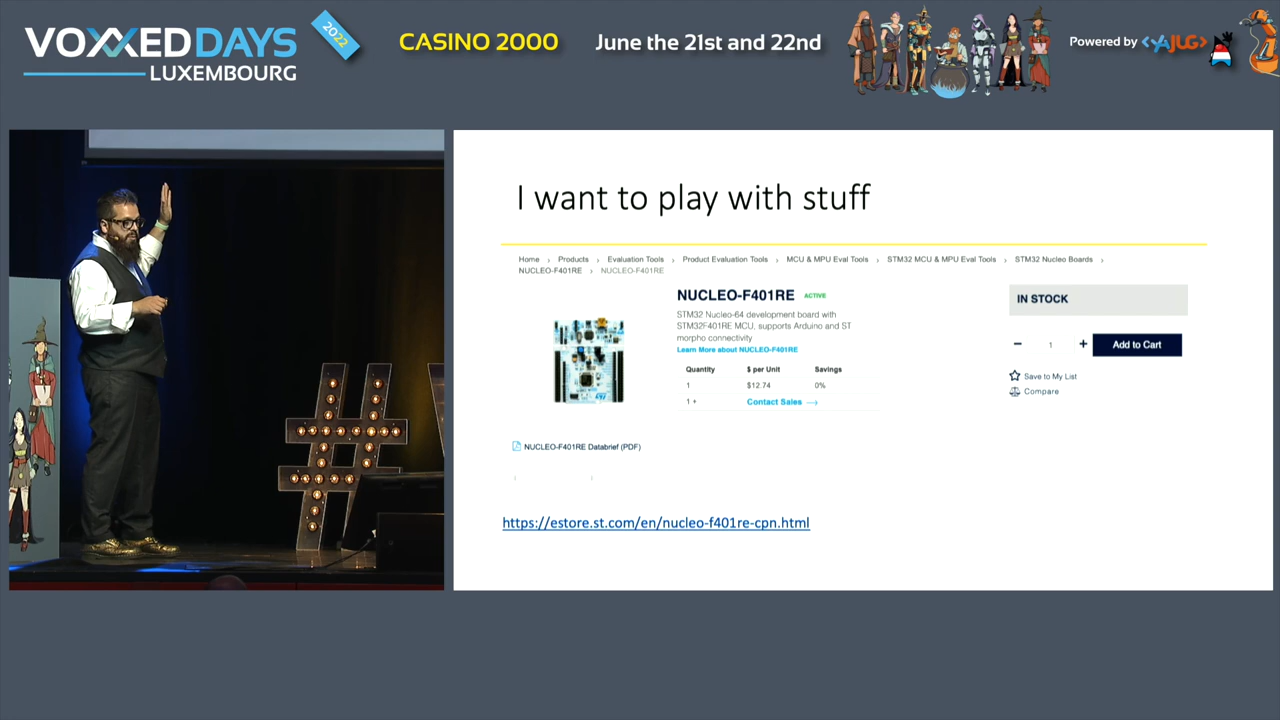 VOXXED DAYS
LUXEMBOURG
2022
CASINO 2000
June the 21st and 22nd
Powered by <YAJUG>
I want to play with stuff
Home > Products > Evaluation Tools > Product Evaluation Tools > MCU & MPU Eval Tools > STM32 MCU & MPU Eval Tools > STM32 Nucleo Boards >
NUCLEO-F401RE > NUCLEO-F401RE
NUCLEO-F401RE ACTIVE
STM32 Nucleo-64 development board with
STM32F401RE MCU, supports Arduino and ST
morpho connectivity
Learn More about NUCLEO-F401RE
Quantity $ per Unit Savings
1 $12.74 0%
1 + Contact Sales →
IN STOCK
− 1 + Add to Cart
Save to My List
Compare
NUCLEO-F401RE Databrief (PDF)
https://estore.st.com/en/nucleo-f401re-cpn.html
#